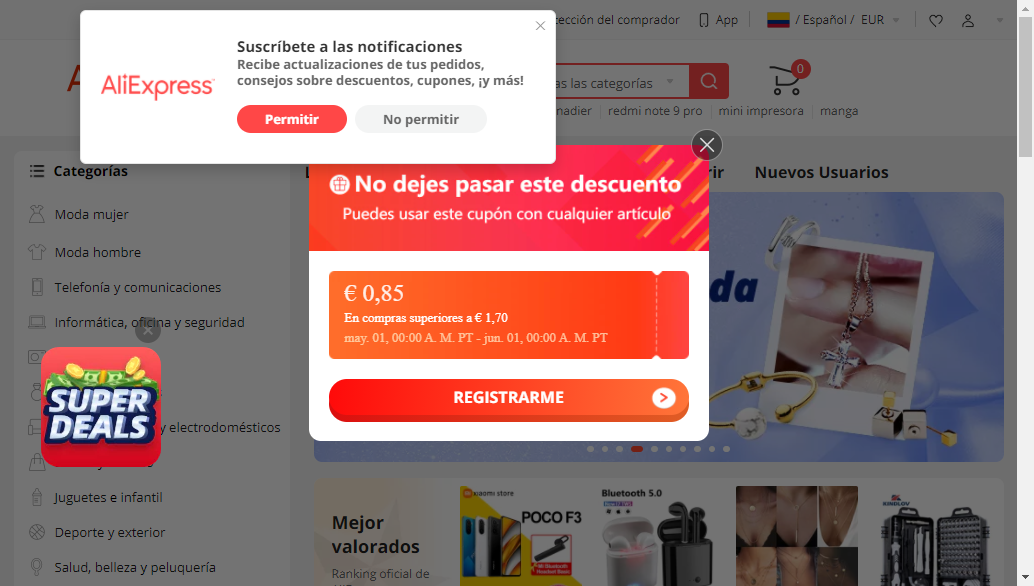 Suscríbete a las notificaciones
Recibe actualizaciones de tus pedidos,
consejos sobre descuentos, cupones, ¡y más!
AliExpress
Permitir
No permitir
del comprador
App
/ Español / EUR
las categorías
0
redmi note 9 pro
mini impresora
manga
Categorías
Nuevos Usuarios
Moda mujer
Moda hombre
Telefonía y comunicaciones
Informática, oficina y seguridad
SUPER
DEALS
y electrodomésticos
Juguetes e infantil
Deporte y exterior
Salud, belleza y peluquería
No dejes pasar este descuento
Puedes usar este cupón con cualquier artículo
€ 0,85
En compras superiores a € 1,70
may. 01, 00:00 A. M. PT - jun. 01, 00:00 A. M. PT
REGISTRARME
Mejor
valorados
Ranking oficial de
xiaomi store
POCO F3
Bluetooth 5.0
KINDLOV